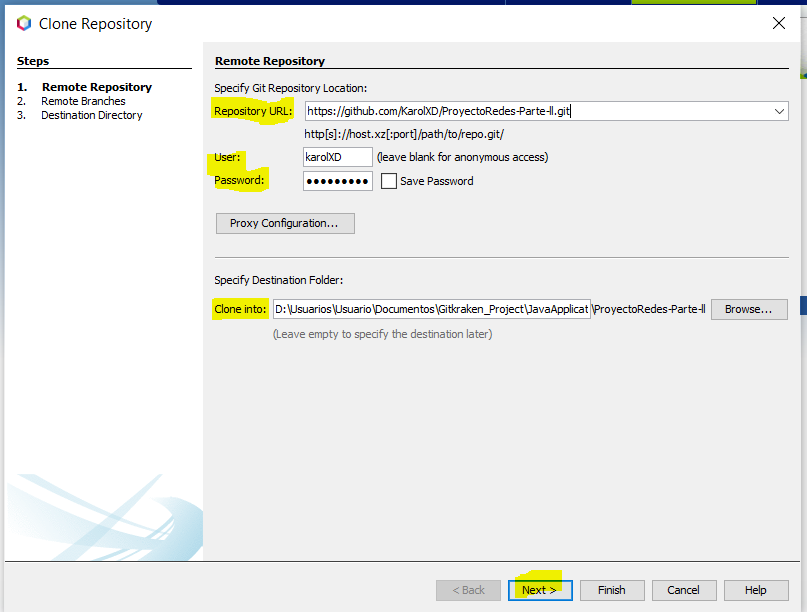 Clone Repository
Steps
1. Remote Repository
2. Remote Branches
3. Destination Directory
Remote Repository
Specify Git Repository Location:
Repository URL: https://github.com/KarolXD/ProyectoRedes-Parte-ll.git
http[s]://host.xz[:port]/path/to/repo.git/
User: karolXD (leave blank for anonymous access)
Password: ●●●●●●●●● Save Password
Proxy Configuration...
Specify Destination Folder:
Clone into: D:\Usuarios\Usuario\Documentos\Gitkraken_Project\JavaApplicat \ProyectoRedes-Parte-ll Browse...
(Leave empty to specify the destination later)
< Back Next > Finish Cancel Help